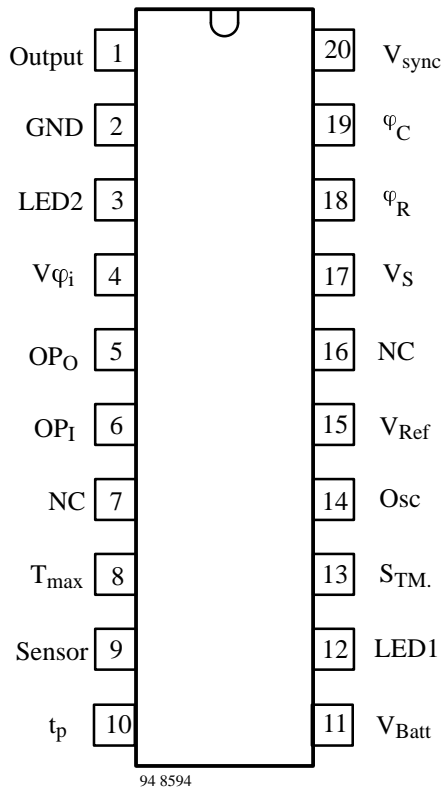 Output 1 20 Vsync
GND 2 19 φC
LED2 3 18 φR
Vφi 4 17 VS
OPO 5 16 NC
OPI 6 15 VRef
NC 7 14 Osc
Tmax 8 13 STM.
Sensor 9 12 LED1
tp 10 11 VBatt
94 8594